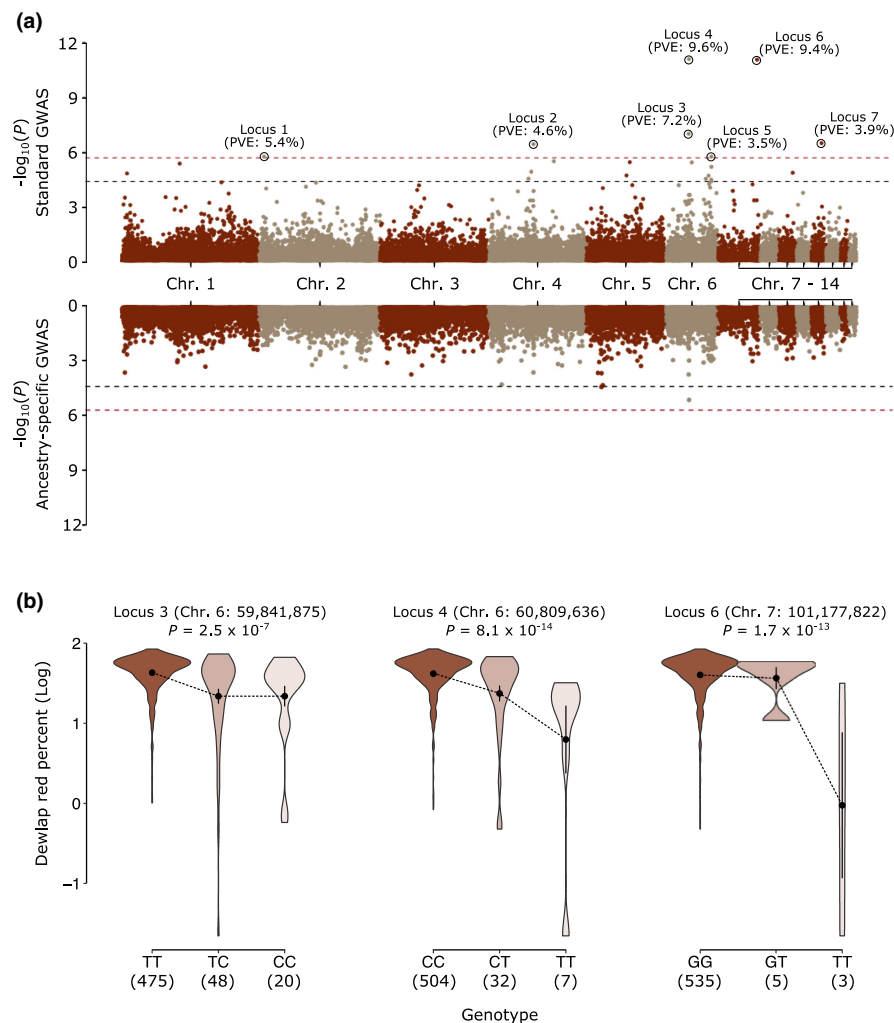 (a)
12
9
6
3
0
-log10(P)
Standard GWAS
Locus 1
(PVE: 5.4%)
Locus 2
(PVE: 4.6%)
Locus 3
(PVE: 7.2%)
Locus 4
(PVE: 9.6%)
Locus 5
(PVE: 3.5%)
Locus 6
(PVE: 9.4%)
Locus 7
(PVE: 3.9%)
Chr. 1
Chr. 2
Chr. 3
Chr. 4
Chr. 5
Chr. 6
Chr. 7 - 14
0
3
6
9
12
-log10(P)
Ancestry-specific GWAS
(b)
Locus 3 (Chr. 6: 59,841,875)
P = 2.5 x 10-7
Locus 4 (Chr. 6: 60,809,636)
P = 8.1 x 10-14
Locus 6 (Chr. 7: 101,177,822)
P = 1.7 x 10-13
Dewlap red percent (Log)
2
1
0
−1
TT TC CC
(475) (48) (20)
CC CT TT
(504) (32) (7)
GG GT TT
(535) (5) (3)
Genotype